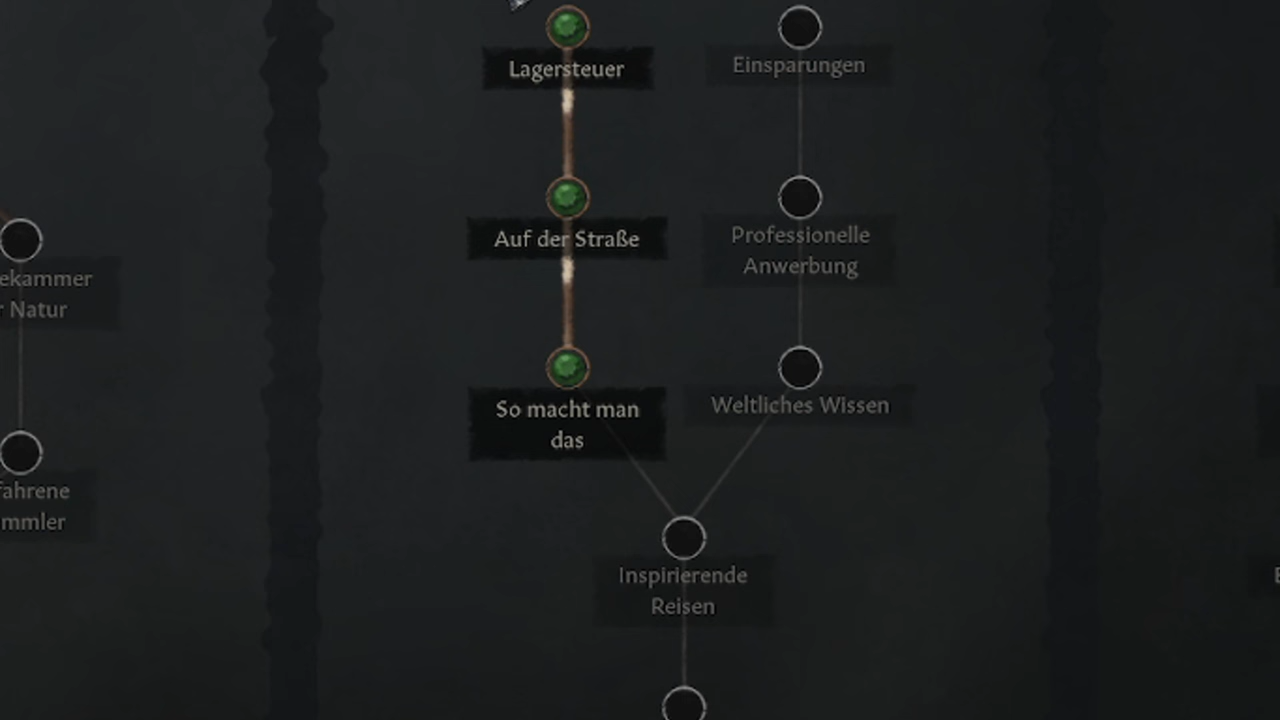 Lagersteuer
Einsparungen
Auf der Straße
Professionelle
Anwerbung
ekammer
r Natur
So macht man
das
Weltliches Wissen
fahrene
mmler
Inspirierende
Reisen